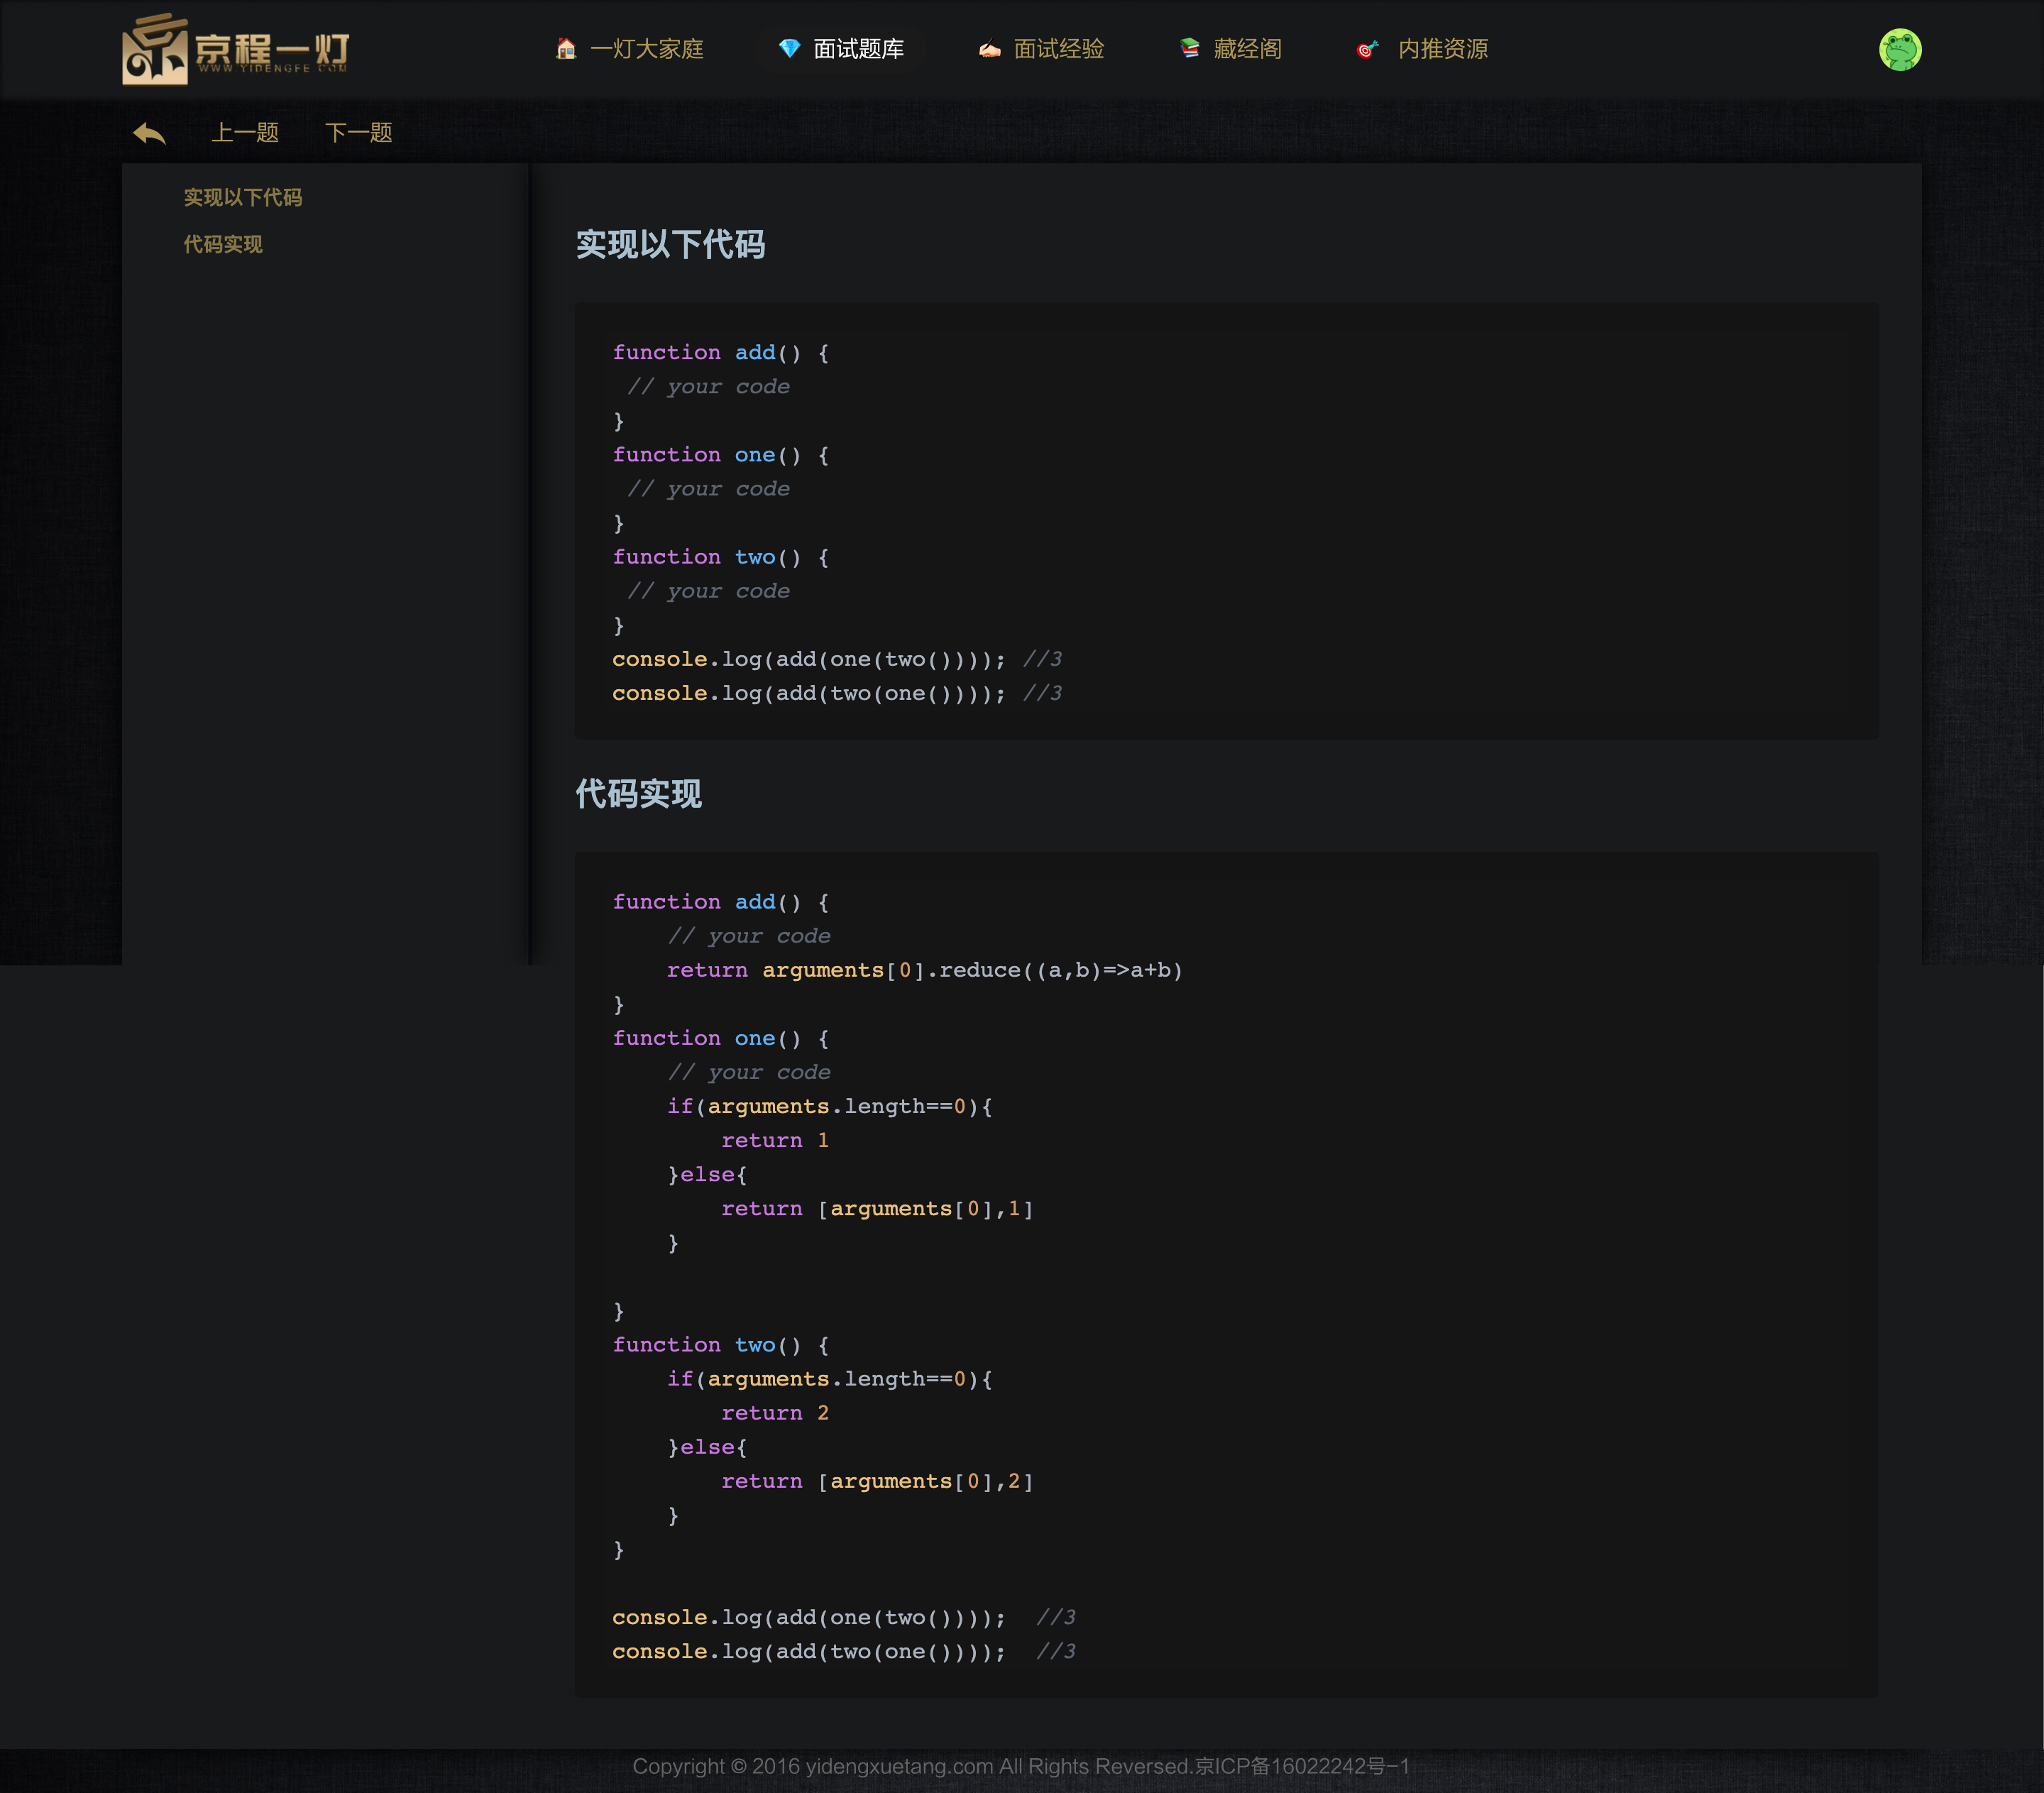 京程一灯
WWW YIDENGFE COM
一灯大家庭
面试题库
面试经验
藏经阁
内推资源
上一题 下一题
实现以下代码
代码实现
实现以下代码
function add() {
 // your code
}
function one() {
 // your code
}
function two() {
 // your code
}
console.log(add(one(two()))); //3
console.log(add(two(one()))); //3
代码实现
function add() {
    // your code
    return arguments[0].reduce((a,b)=>a+b)
}
function one() {
    // your code
    if(arguments.length==0){
        return 1
    }else{
        return [arguments[0],1]
    }

}
function two() {
    if(arguments.length==0){
        return 2
    }else{
        return [arguments[0],2]
    }
}

console.log(add(one(two())));  //3
console.log(add(two(one())));  //3
Copyright © 2016 yidengxuetang.com All Rights Reversed.京ICP备16022242号-1